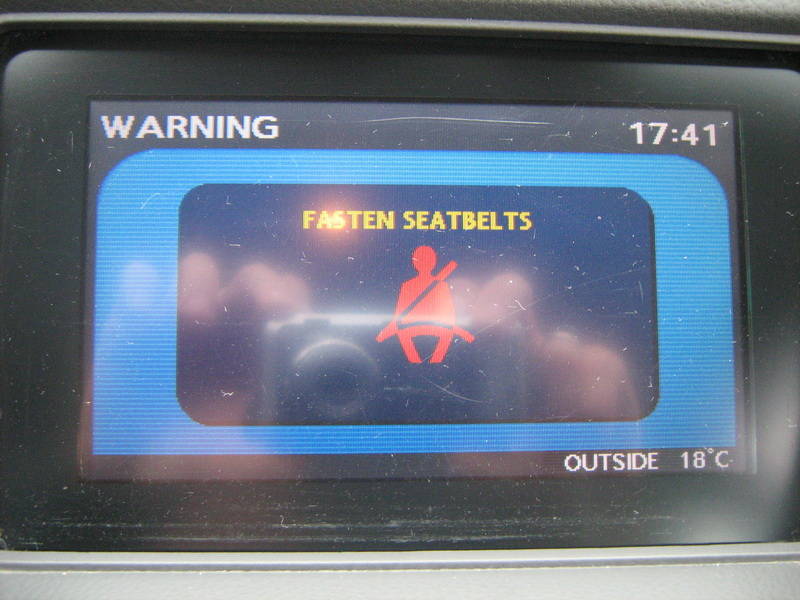 WARNING 17:41
FASTEN SEATBELTS
OUTSIDE 18°C